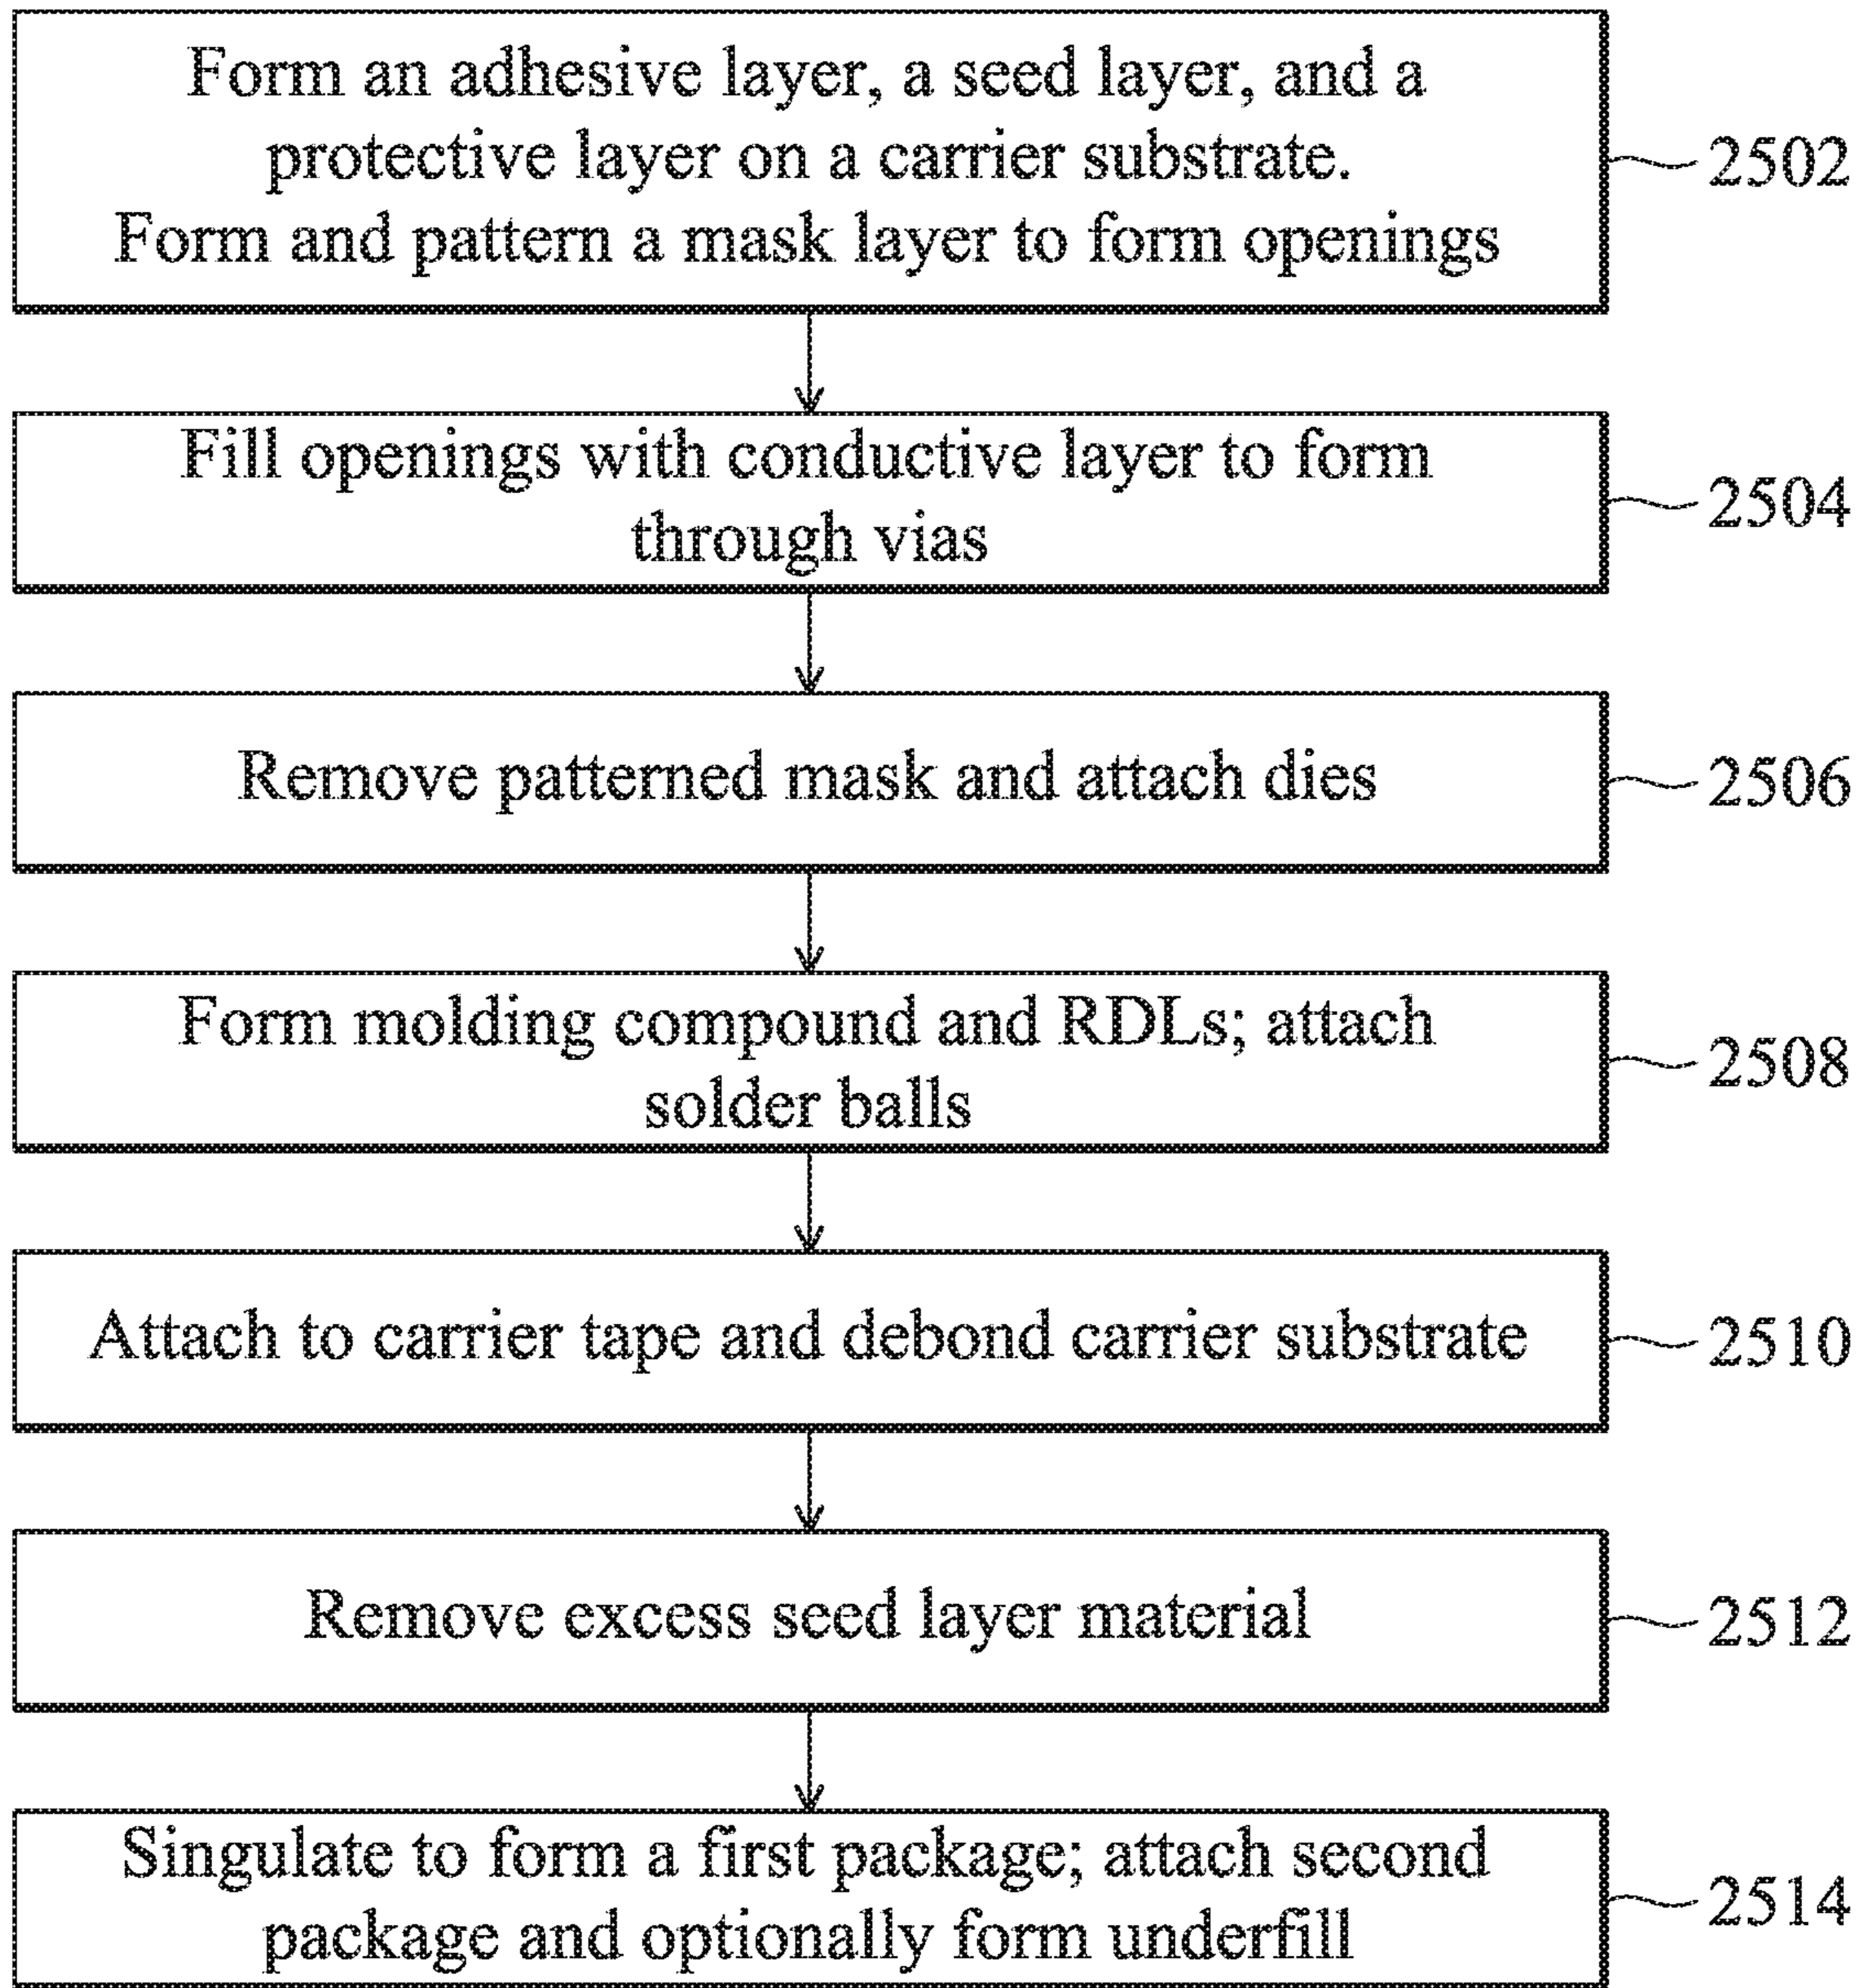 Form an adhesive layer, a seed layer, and a
protective layer on a carrier substrate.
Form and pattern a mask layer to form openings
2502
Fill openings with conductive layer to form
through vias
2504
Remove patterned mask and attach dies
2506
Form molding compound and RDLs; attach
solder balls
2508
Attach to carrier tape and debond carrier substrate
2510
Remove excess seed layer material
2512
Singulate to form a first package; attach second
package and optionally form underfill
2514